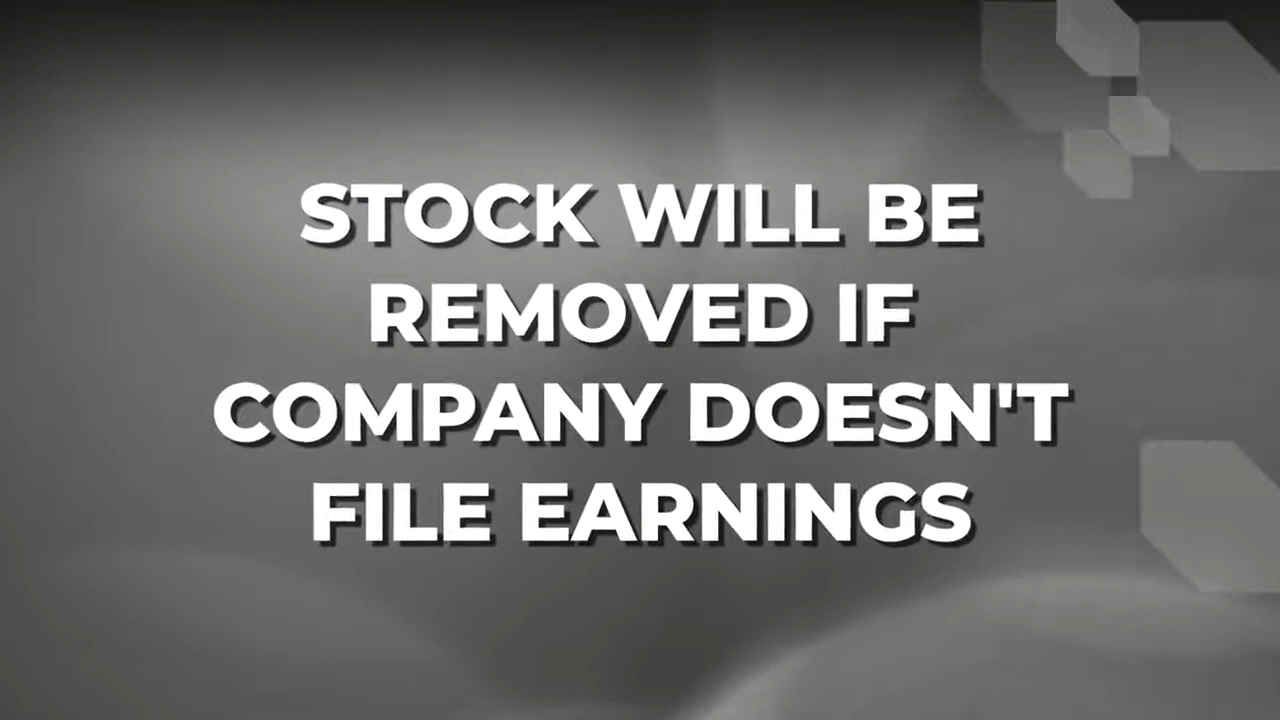 STOCK WILL BE
REMOVED IF
COMPANY DOESN'T
FILE EARNINGS